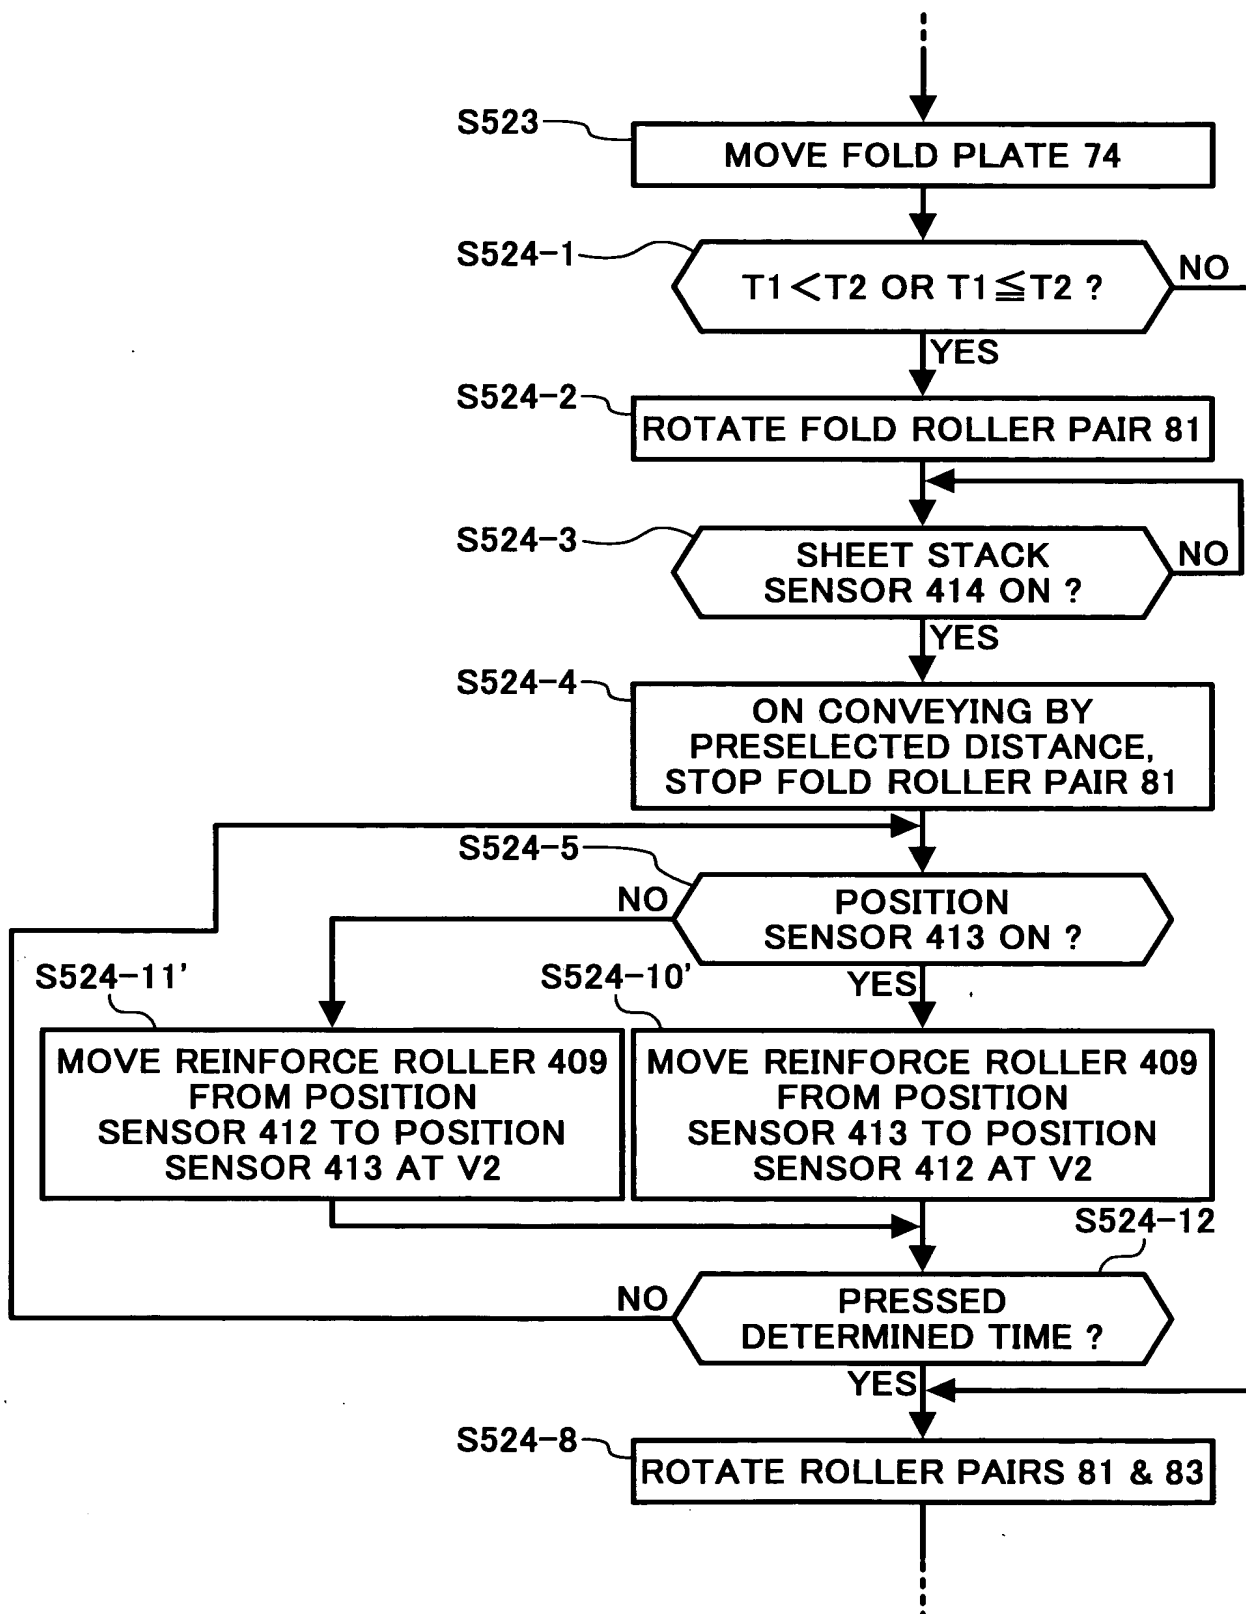 S523
MOVE FOLD PLATE 74
S524-1
T1<T2 OR T1≦T2 ?
NO
YES
S524-2
ROTATE FOLD ROLLER PAIR 81
S524-3
SHEET STACK
SENSOR 414 ON ?
NO
YES
S524-4
ON CONVEYING BY
PRESELECTED DISTANCE,
STOP FOLD ROLLER PAIR 81
S524-5
POSITION
SENSOR 413 ON ?
NO
YES
S524-11'
MOVE REINFORCE ROLLER 409
FROM POSITION
SENSOR 412 TO POSITION
SENSOR 413 AT V2
S524-10'
MOVE REINFORCE ROLLER 409
FROM POSITION
SENSOR 413 TO POSITION
SENSOR 412 AT V2
S524-12
PRESSED
DETERMINED TIME ?
NO
YES
S524-8
ROTATE ROLLER PAIRS 81 & 83